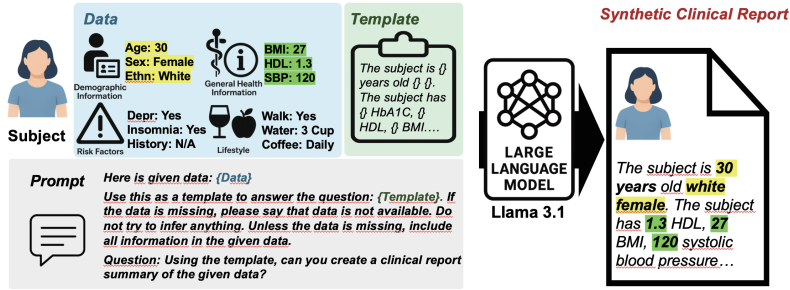 Data
Template
Synthetic Clinical Report
Age: 30
Sex: Female
Ethn: White
Demographic
Information
BMI: 27
HDL: 1.3
SBP: 120
General Health
Information
Subject
Depr: Yes
Insomnia: Yes
History: N/A
Risk Factors
Walk: Yes
Water: 3 Cup
Coffee: Daily
Lifestyle
The subject is {}
years old {} {}.
The subject has
{} HbA1C, {}
HDL, {} BMI....
Prompt
Here is given data: {Data}
Use this as a template to answer the question: {Template}. If
the data is missing, please say that data is not available. Do
not try to infer anything. Unless the data is missing, include
all information in the given data.
Question: Using the template, can you create a clinical report
summary of the given data?
LARGE
LANGUAGE
MODEL
Llama 3.1
The subject is 30
years old white
female. The subject
has 1.3 HDL, 27
BMI, 120 systolic
blood pressure...